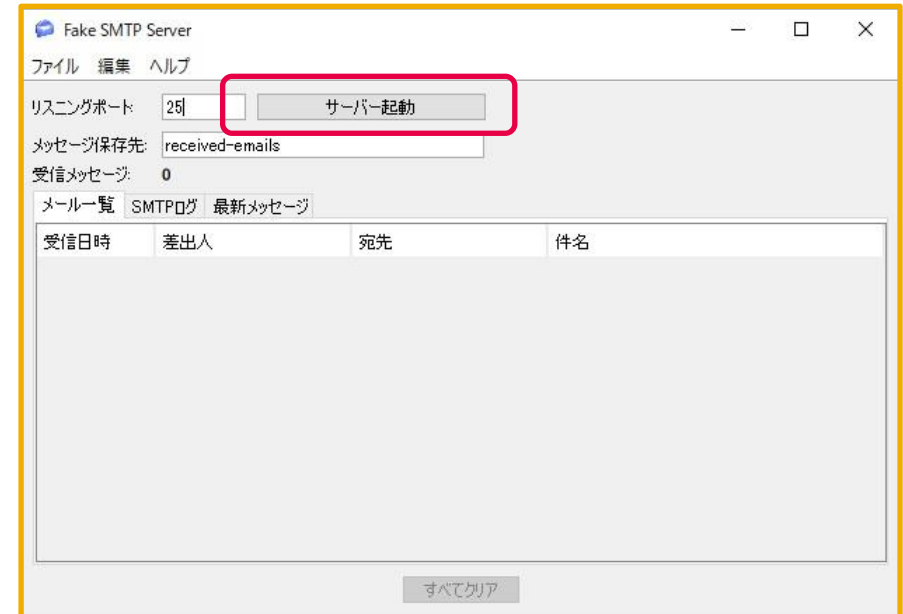 Fake SMTP Server
ファイル 編集 ヘルプ
リスニングポート: 25 サーバー起動
メッセージ保存先: received-emails
受信メッセージ: 0
メール一覧 SMTPログ 最新メッセージ
受信日時 差出人 宛先 件名
すべてクリア